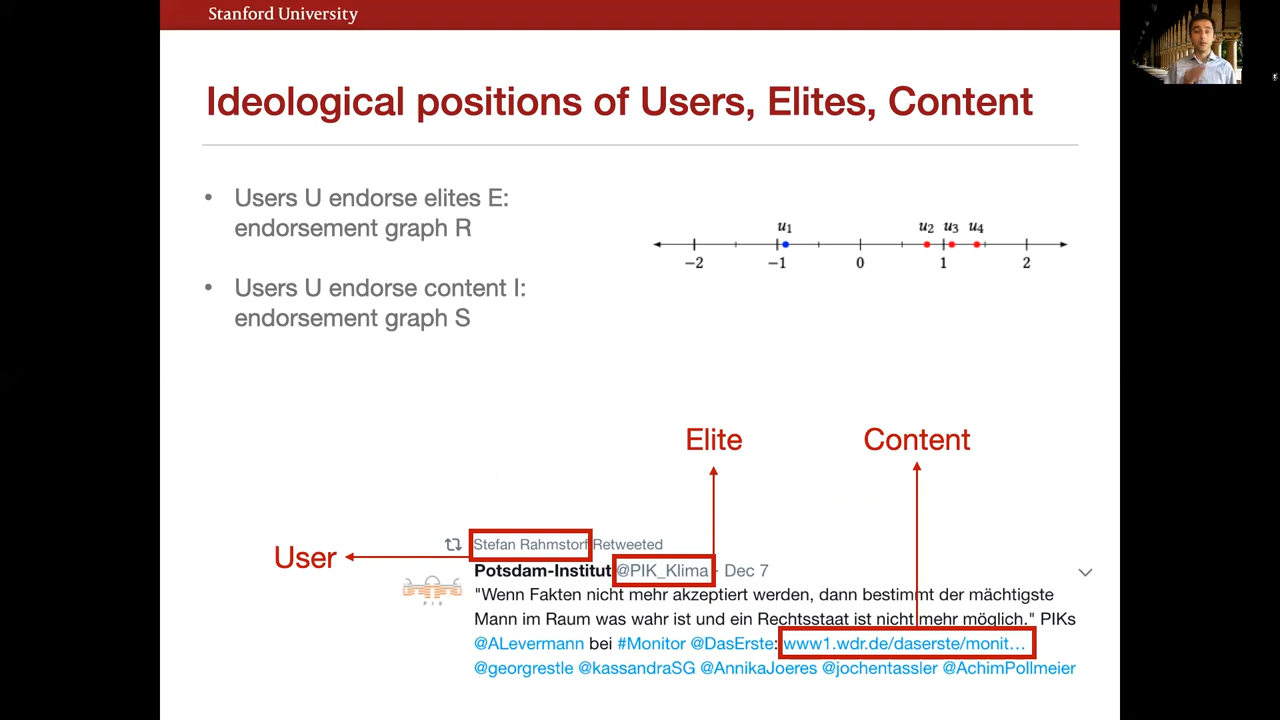 Stanford University
Ideological positions of Users, Elites, Content
• Users U endorse elites E:
endorsement graph R
• Users U endorse content I:
endorsement graph S
u1 u2 u3 u4
−2 −1 0 1 2
Elite
Content
User
Stefan Rahmstorf Retweeted
Potsdam-Institut @PIK_Klima · Dec 7
"Wenn Fakten nicht mehr akzeptiert werden, dann bestimmt der mächtigste
Mann im Raum was wahr ist und ein Rechtsstaat ist nicht mehr möglich." PIKs
@ALevermann bei #Monitor @DasErste: www1.wdr.de/daserste/monit…
@georgrestle @kassandraSG @AnnikaJoeres @jochentassler @AchimPollmeier
PIK